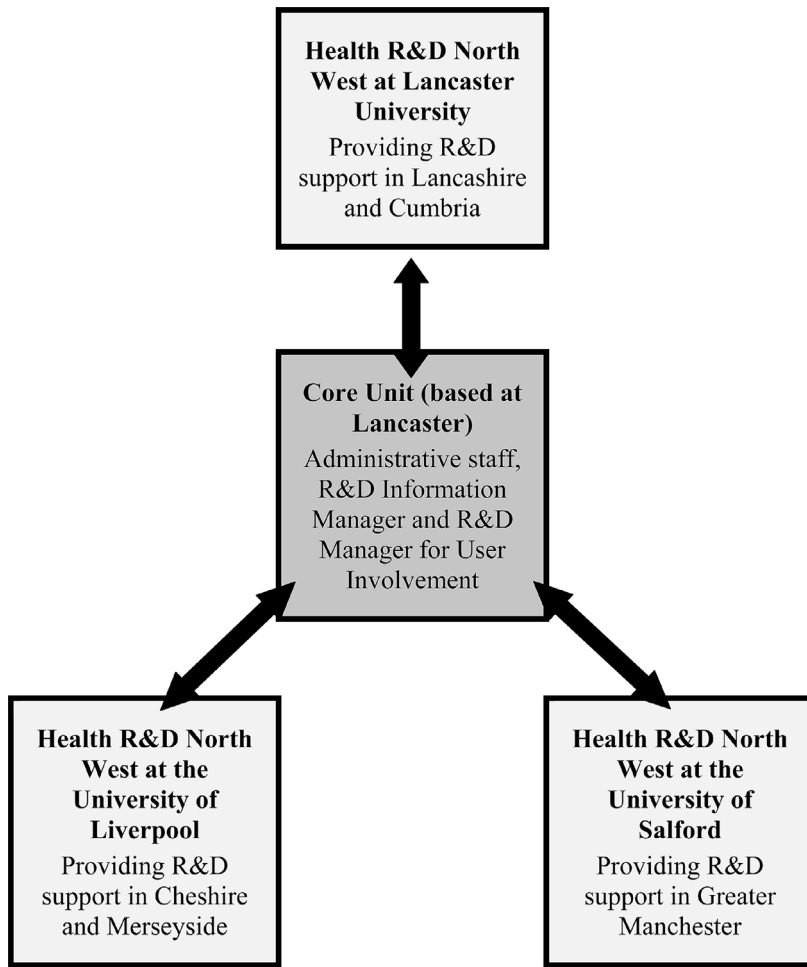 Health R&D North
West at Lancaster
University
Providing R&D
support in Lancashire
and Cumbria
Core Unit (based at
Lancaster)
Administrative staff,
R&D Information
Manager and R&D
Manager for User
Involvement
Health R&D North
West at the
University of
Liverpool
Providing R&D
support in Cheshire
and Merseyside
Health R&D North
West at the
University of
Salford
Providing R&D
support in Greater
Manchester